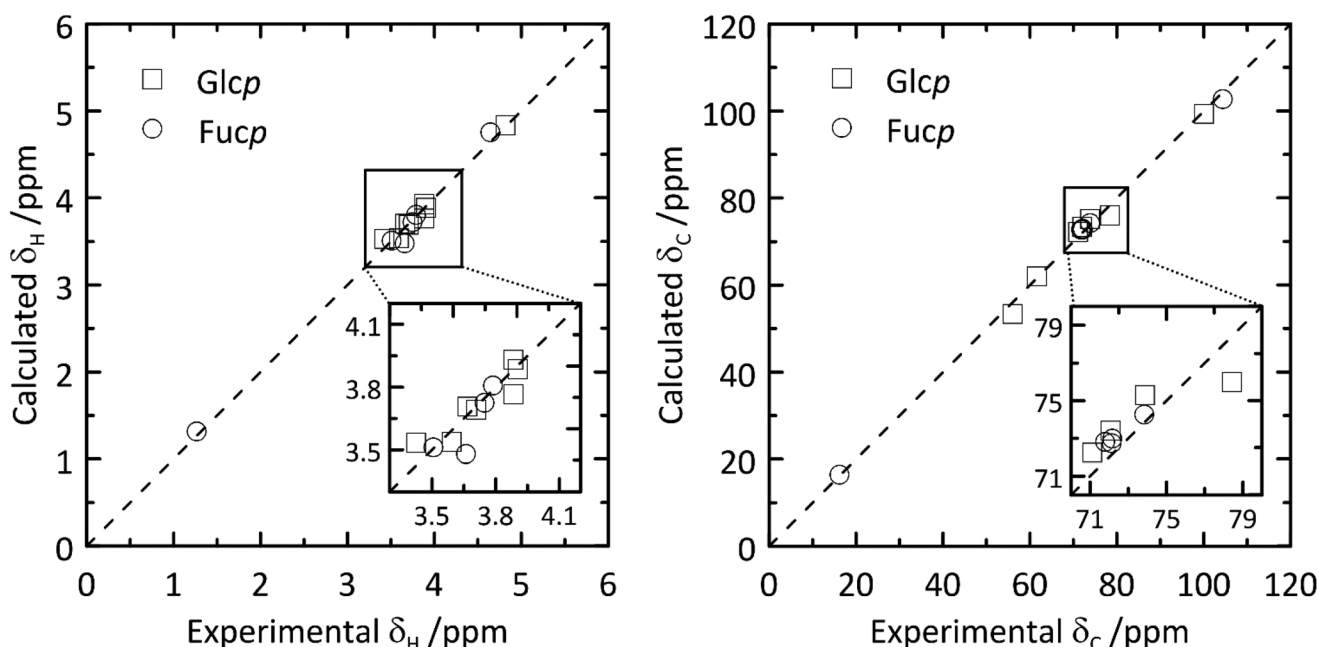 6
5
4
3
2
1
0
Calculated δH /ppm
Glcp
Fucp
4.1
3.8
3.5
3.5 3.8 4.1
0 1 2 3 4 5 6
Experimental δH /ppm
120
100
80
60
40
20
0
Calculated δC /ppm
Glcp
Fucp
79
75
71
71 75 79
0 20 40 60 80 100 120
Experimental δC /ppm